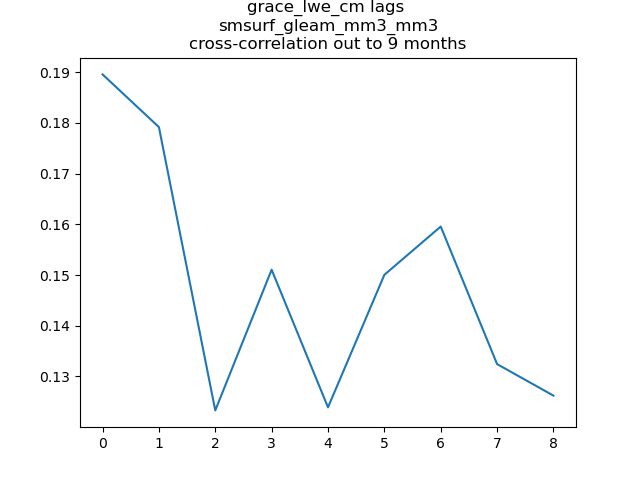 grace_lwe_cm lags
smsurf_gleam_mm3_mm3
cross-correlation out to 9 months
0.19
0.18
0.17
0.16
0.15
0.14
0.13
0 1 2 3 4 5 6 7 8